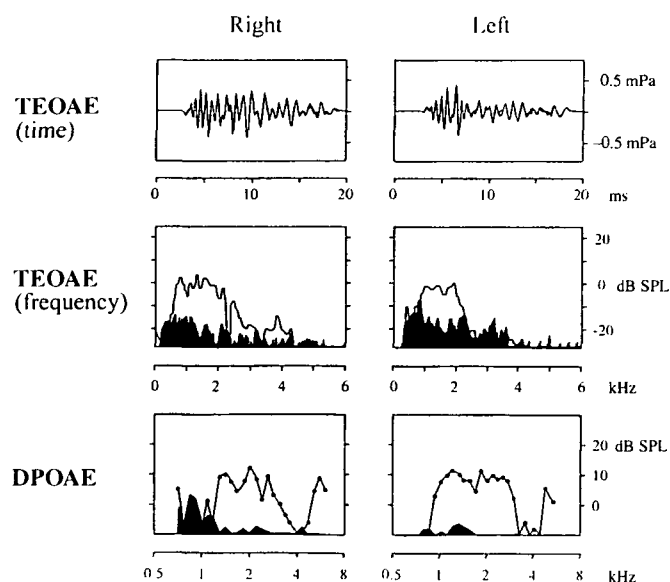 Right Left
TEOAE
(time)
0.5 mPa
-0.5 mPa
0 10 20 0 10 20 ms
TEOAE
(frequency)
20
0 dB SPL
-20
0 2 4 6 0 2 4 6 kHz
DPOAE
20 dB SPL
10
0
0.5 1 2 4 8 0.5 1 2 4 8 kHz